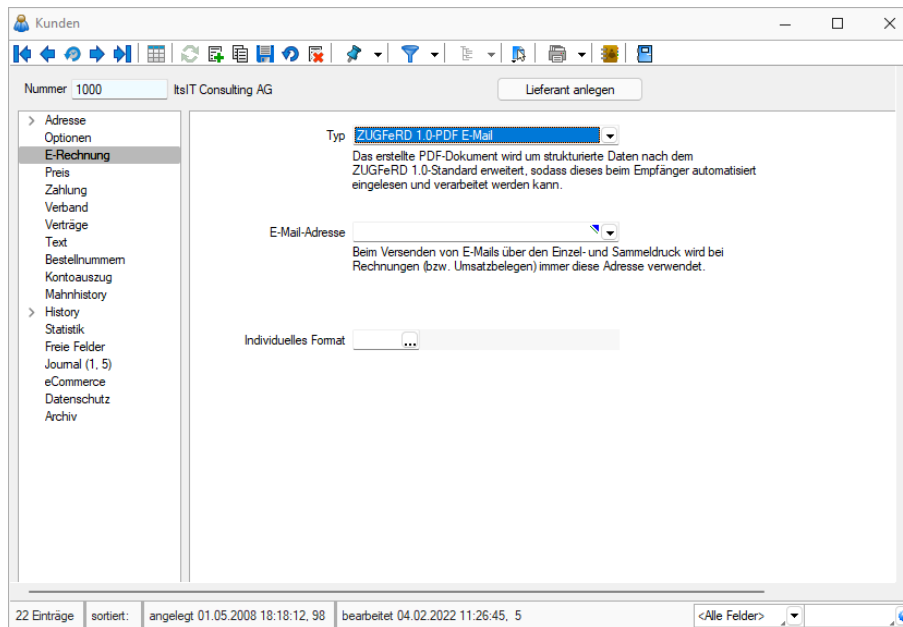 Kunden
Nummer 1000 ItsIT Consulting AG Lieferant anlegen
Adresse
Optionen
E-Rechnung
Preis
Zahlung
Verband
Verträge
Text
Bestellnummern
Kontoauszug
Mahnhistory
History
Statistik
Freie Felder
Journal (1, 5)
eCommerce
Datenschutz
Archiv
Typ ZUGFeRD 1.0-PDF E-Mail
Das erstellte PDF-Dokument wird um strukturierte Daten nach dem
ZUGFeRD 1.0-Standard erweitert, sodass dieses beim Empfänger automatisiert
eingelesen und verarbeitet werden kann.
E-Mail-Adresse
Beim Versenden von E-Mails über den Einzel- und Sammeldruck wird bei
Rechnungen (bzw. Umsatzbelegen) immer diese Adresse verwendet.
Individuelles Format ...
22 Einträge sortiert: angelegt 01.05.2008 18:18:12, 98 bearbeitet 04.02.2022 11:26:45, 5 <Alle Felder>